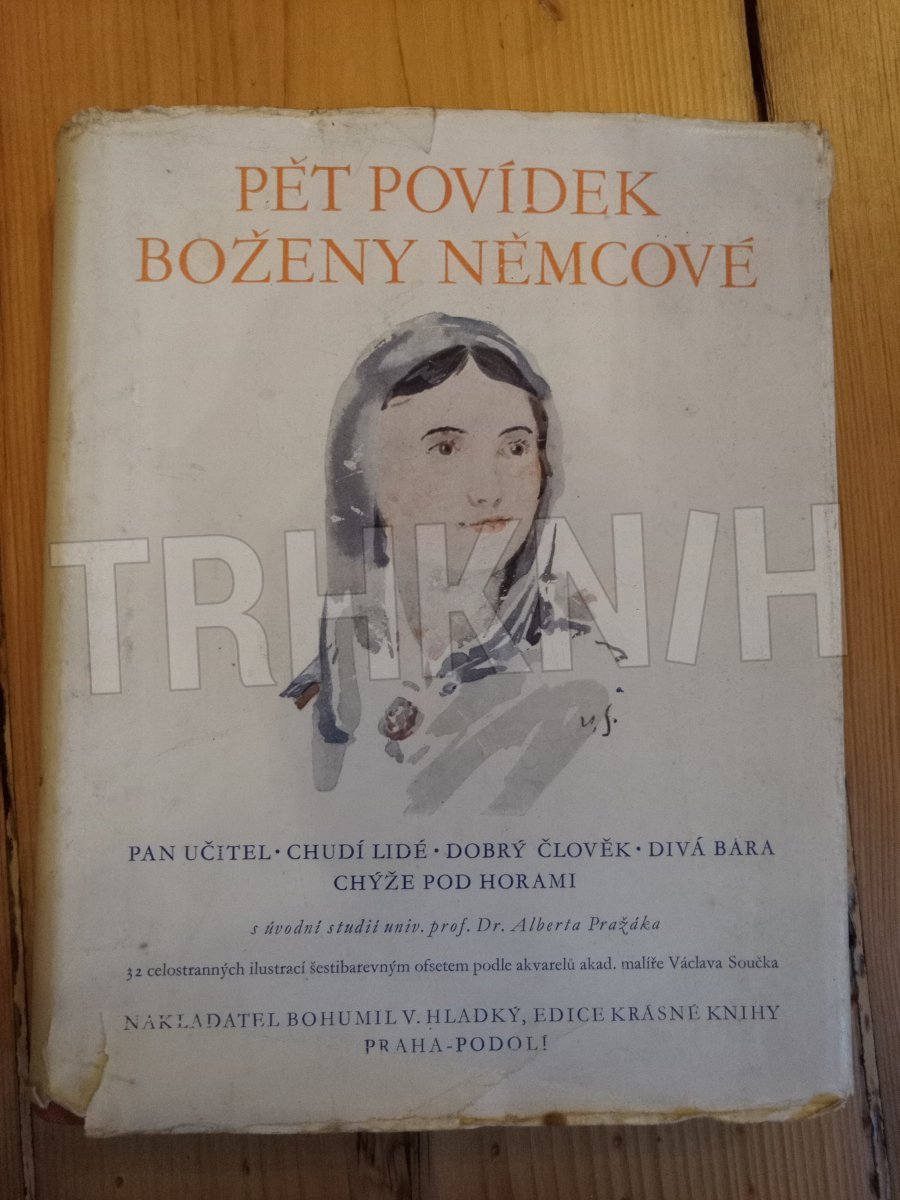 PĚT POVÍDEK
BOŽENY NĚMCOVÉ
TRHKNIH
v. S.
PAN UČITEL · CHUDÍ LIDÉ · DOBRÝ ČLOVĚK · DIVÁ BÁRA
CHÝŽE POD HORAMI
s úvodní studií univ. prof. Dr. Alberta Pražáka
32 celostranných ilustrací šestibarevným ofsetem podle akvarelů akad. malíře Václava Součka
NAKLADATEL BOHUMIL V. HLADKÝ, EDICE KRÁSNÉ KNIHY
PRAHA-PODOLÍ